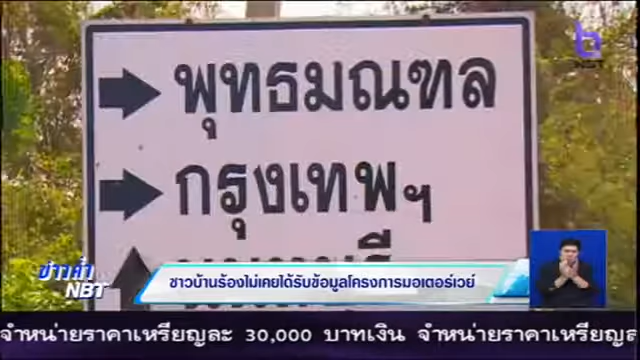 NBT
พุทธมณฑล
กรุงเทพฯ
ข่าวค่ำ
NBT
ชาวบ้านร้องไม่เคยได้รับข้อมูลโครงการมอเตอร์เวย์
จำหน่ายราคาเหรียญละ 30,000 บาทเงิน จำหน่ายราคาเหรียญล